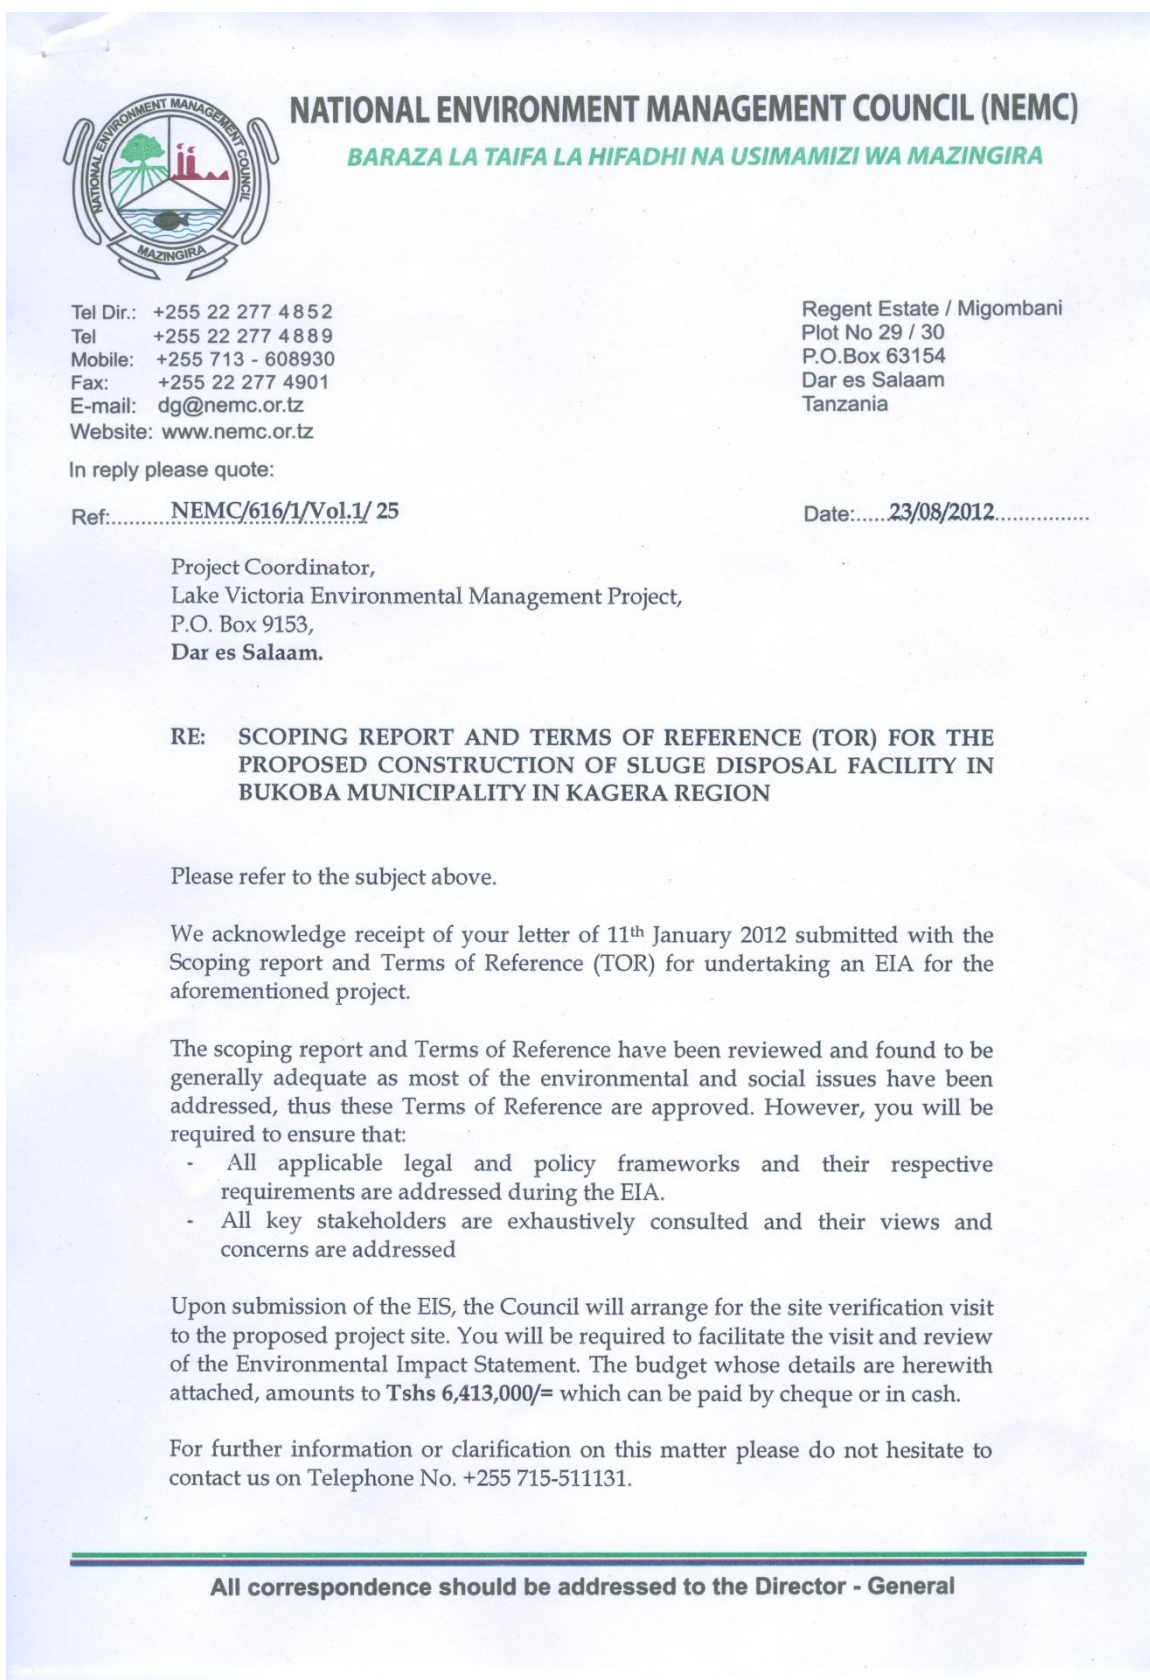 NATIONAL ENVIRONMENT MANAGEMENT COUNCIL
MAZINGIRA
NATIONAL ENVIRONMENT MANAGEMENT COUNCIL (NEMC)
BARAZA LA TAIFA LA HIFADHI NA USIMAMIZI WA MAZINGIRA
Tel Dir.: +255 22 277 4852
Tel +255 22 277 4889
Mobile: +255 713 - 608930
Fax: +255 22 277 4901
E-mail: dg@nemc.or.tz
Website: www.nemc.or.tz
Regent Estate / Migombani
Plot No 29 / 30
P.O.Box 63154
Dar es Salaam
Tanzania
In reply please quote:
Ref:..........NEMC/616/1/Vol.1/ 25
Date:.....23/08/2012................
Project Coordinator,
Lake Victoria Environmental Management Project,
P.O. Box 9153,
Dar es Salaam.
RE: SCOPING REPORT AND TERMS OF REFERENCE (TOR) FOR THE
PROPOSED CONSTRUCTION OF SLUGE DISPOSAL FACILITY IN
BUKOBA MUNICIPALITY IN KAGERA REGION
Please refer to the subject above.
We acknowledge receipt of your letter of 11th January 2012 submitted with the
Scoping report and Terms of Reference (TOR) for undertaking an EIA for the
aforementioned project.
The scoping report and Terms of Reference have been reviewed and found to be
generally adequate as most of the environmental and social issues have been
addressed, thus these Terms of Reference are approved. However, you will be
required to ensure that:
- All applicable legal and policy frameworks and their respective
requirements are addressed during the EIA.
- All key stakeholders are exhaustively consulted and their views and
concerns are addressed
Upon submission of the EIS, the Council will arrange for the site verification visit
to the proposed project site. You will be required to facilitate the visit and review
of the Environmental Impact Statement. The budget whose details are herewith
attached, amounts to Tshs 6,413,000/= which can be paid by cheque or in cash.
For further information or clarification on this matter please do not hesitate to
contact us on Telephone No. +255 715-511131.
All correspondence should be addressed to the Director - General